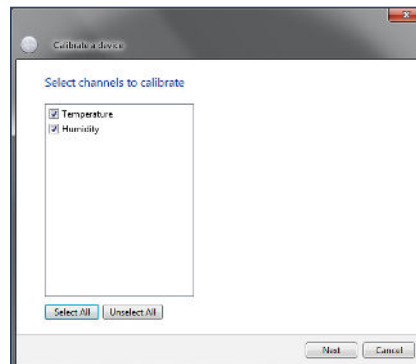 Calibrate a device
Select channels to calibrate
Temperature
Humidity
Select All Unselect All
Next Cancel